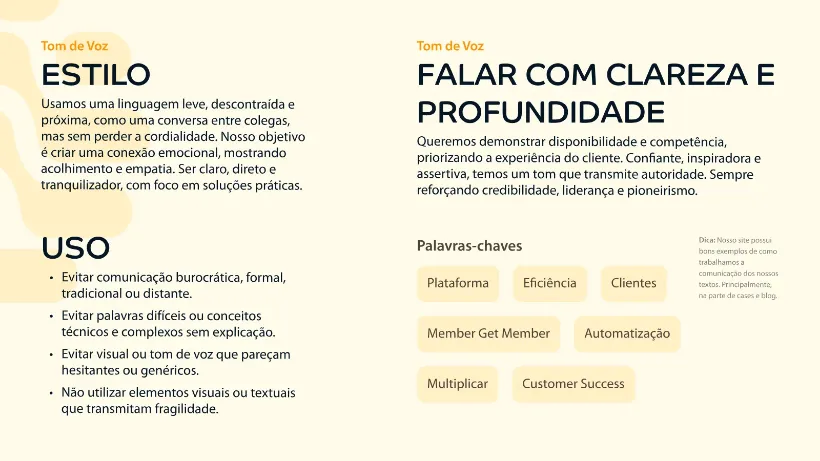 Tom de Voz
ESTILO
Usamos uma linguagem leve, descontraída e
próxima, como uma conversa entre colegas,
mas sem perder a cordialidade. Nosso objetivo
é criar uma conexão emocional, mostrando
acolhimento e empatia. Ser claro, direto e
tranquilizador, com foco em soluções práticas.
USO
• Evitar comunicação burocrática, formal,
tradicional ou distante.
• Evitar palavras difíceis ou conceitos
técnicos e complexos sem explicação.
• Evitar visual ou tom de voz que pareçam
hesitantes ou genéricos.
• Não utilizar elementos visuais ou textuais
que transmitam fragilidade.
Tom de Voz
FALAR COM CLAREZA E
PROFUNDIDADE
Queremos demonstrar disponibilidade e competência,
priorizando a experiência do cliente. Confiante, inspiradora e
assertiva, temos um tom que transmite autoridade. Sempre
reforçando credibilidade, liderança e pioneirismo.
Palavras-chaves
Plataforma
Eficiência
Clientes
Member Get Member
Automatização
Multiplicar
Customer Success
Dica: Nosso site possui
bons exemplos de como
trabalhamos a
comunicação dos nossos
textos. Principalmente,
na parte de cases e blog.